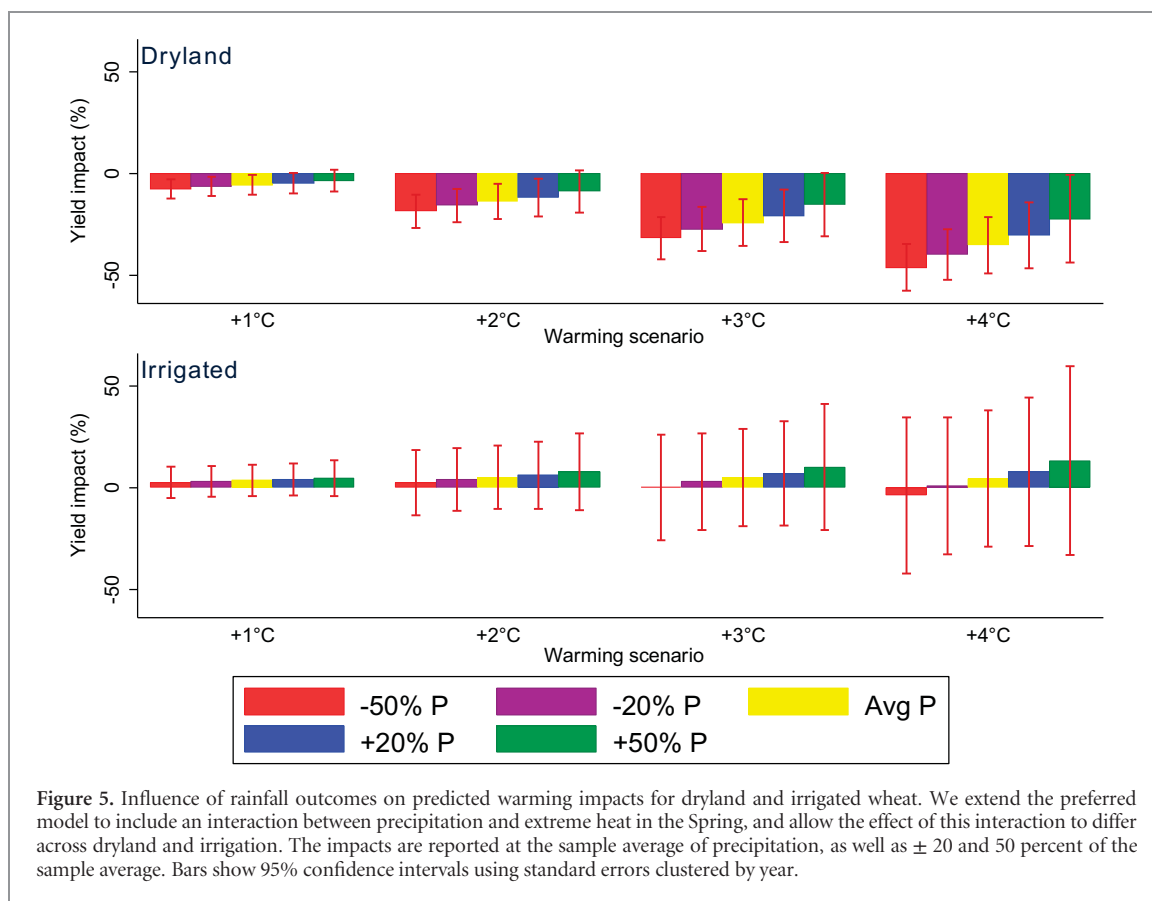 Dryland
50
0
-50
Yield impact (%)
+1°C +2°C +3°C +4°C
Warming scenario
Irrigated
50
0
-50
Yield impact (%)
+1°C +2°C +3°C +4°C
Warming scenario
-50% P -20% P Avg P
+20% P +50% P
Figure 5. Influence of rainfall outcomes on predicted warming impacts for dryland and irrigated wheat. We extend the preferred
model to include an interaction between precipitation and extreme heat in the Spring, and allow the effect of this interaction to differ
across dryland and irrigation. The impacts are reported at the sample average of precipitation, as well as ± 20 and 50 percent of the
sample average. Bars show 95% confidence intervals using standard errors clustered by year.